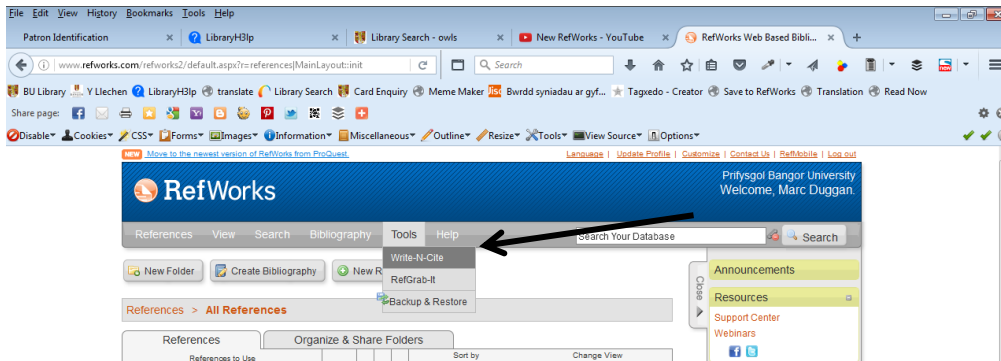 File Edit View History Bookmarks Tools Help
Patron Identification × LibraryH3lp × Library Search - owls × New RefWorks - YouTube × RefWorks Web Based Bibli... × +
www.refworks.com/refworks2/default.aspx?r=references|MainLayout::init Search
BU Library Y Llechen LibraryH3lp translate Library Search Card Enquiry Meme Maker Jisc Bwrdd syniadau ar gyf... Tagxedo - Creator Save to RefWorks Translation Read Now
Share page:
Disable Cookies CSS Forms Images Information Miscellaneous Outline Resize Tools View Source Options
NEW Move to the newest version of RefWorks from ProQuest. Language | Update Profile | Customize | Contact Us | RefMobile | Log out
RefWorks
Prifysgol Bangor University
Welcome, Marc Duggan.
References View Search Bibliography Tools Help Search Your Database Search
Write-N-Cite
RefGrab-It
Backup & Restore
New Folder Create Bibliography New R
References > All References
References Organize & Share Folders
References to Use Sort by Change View
Close
Announcements
Resources
Support Center
Webinars